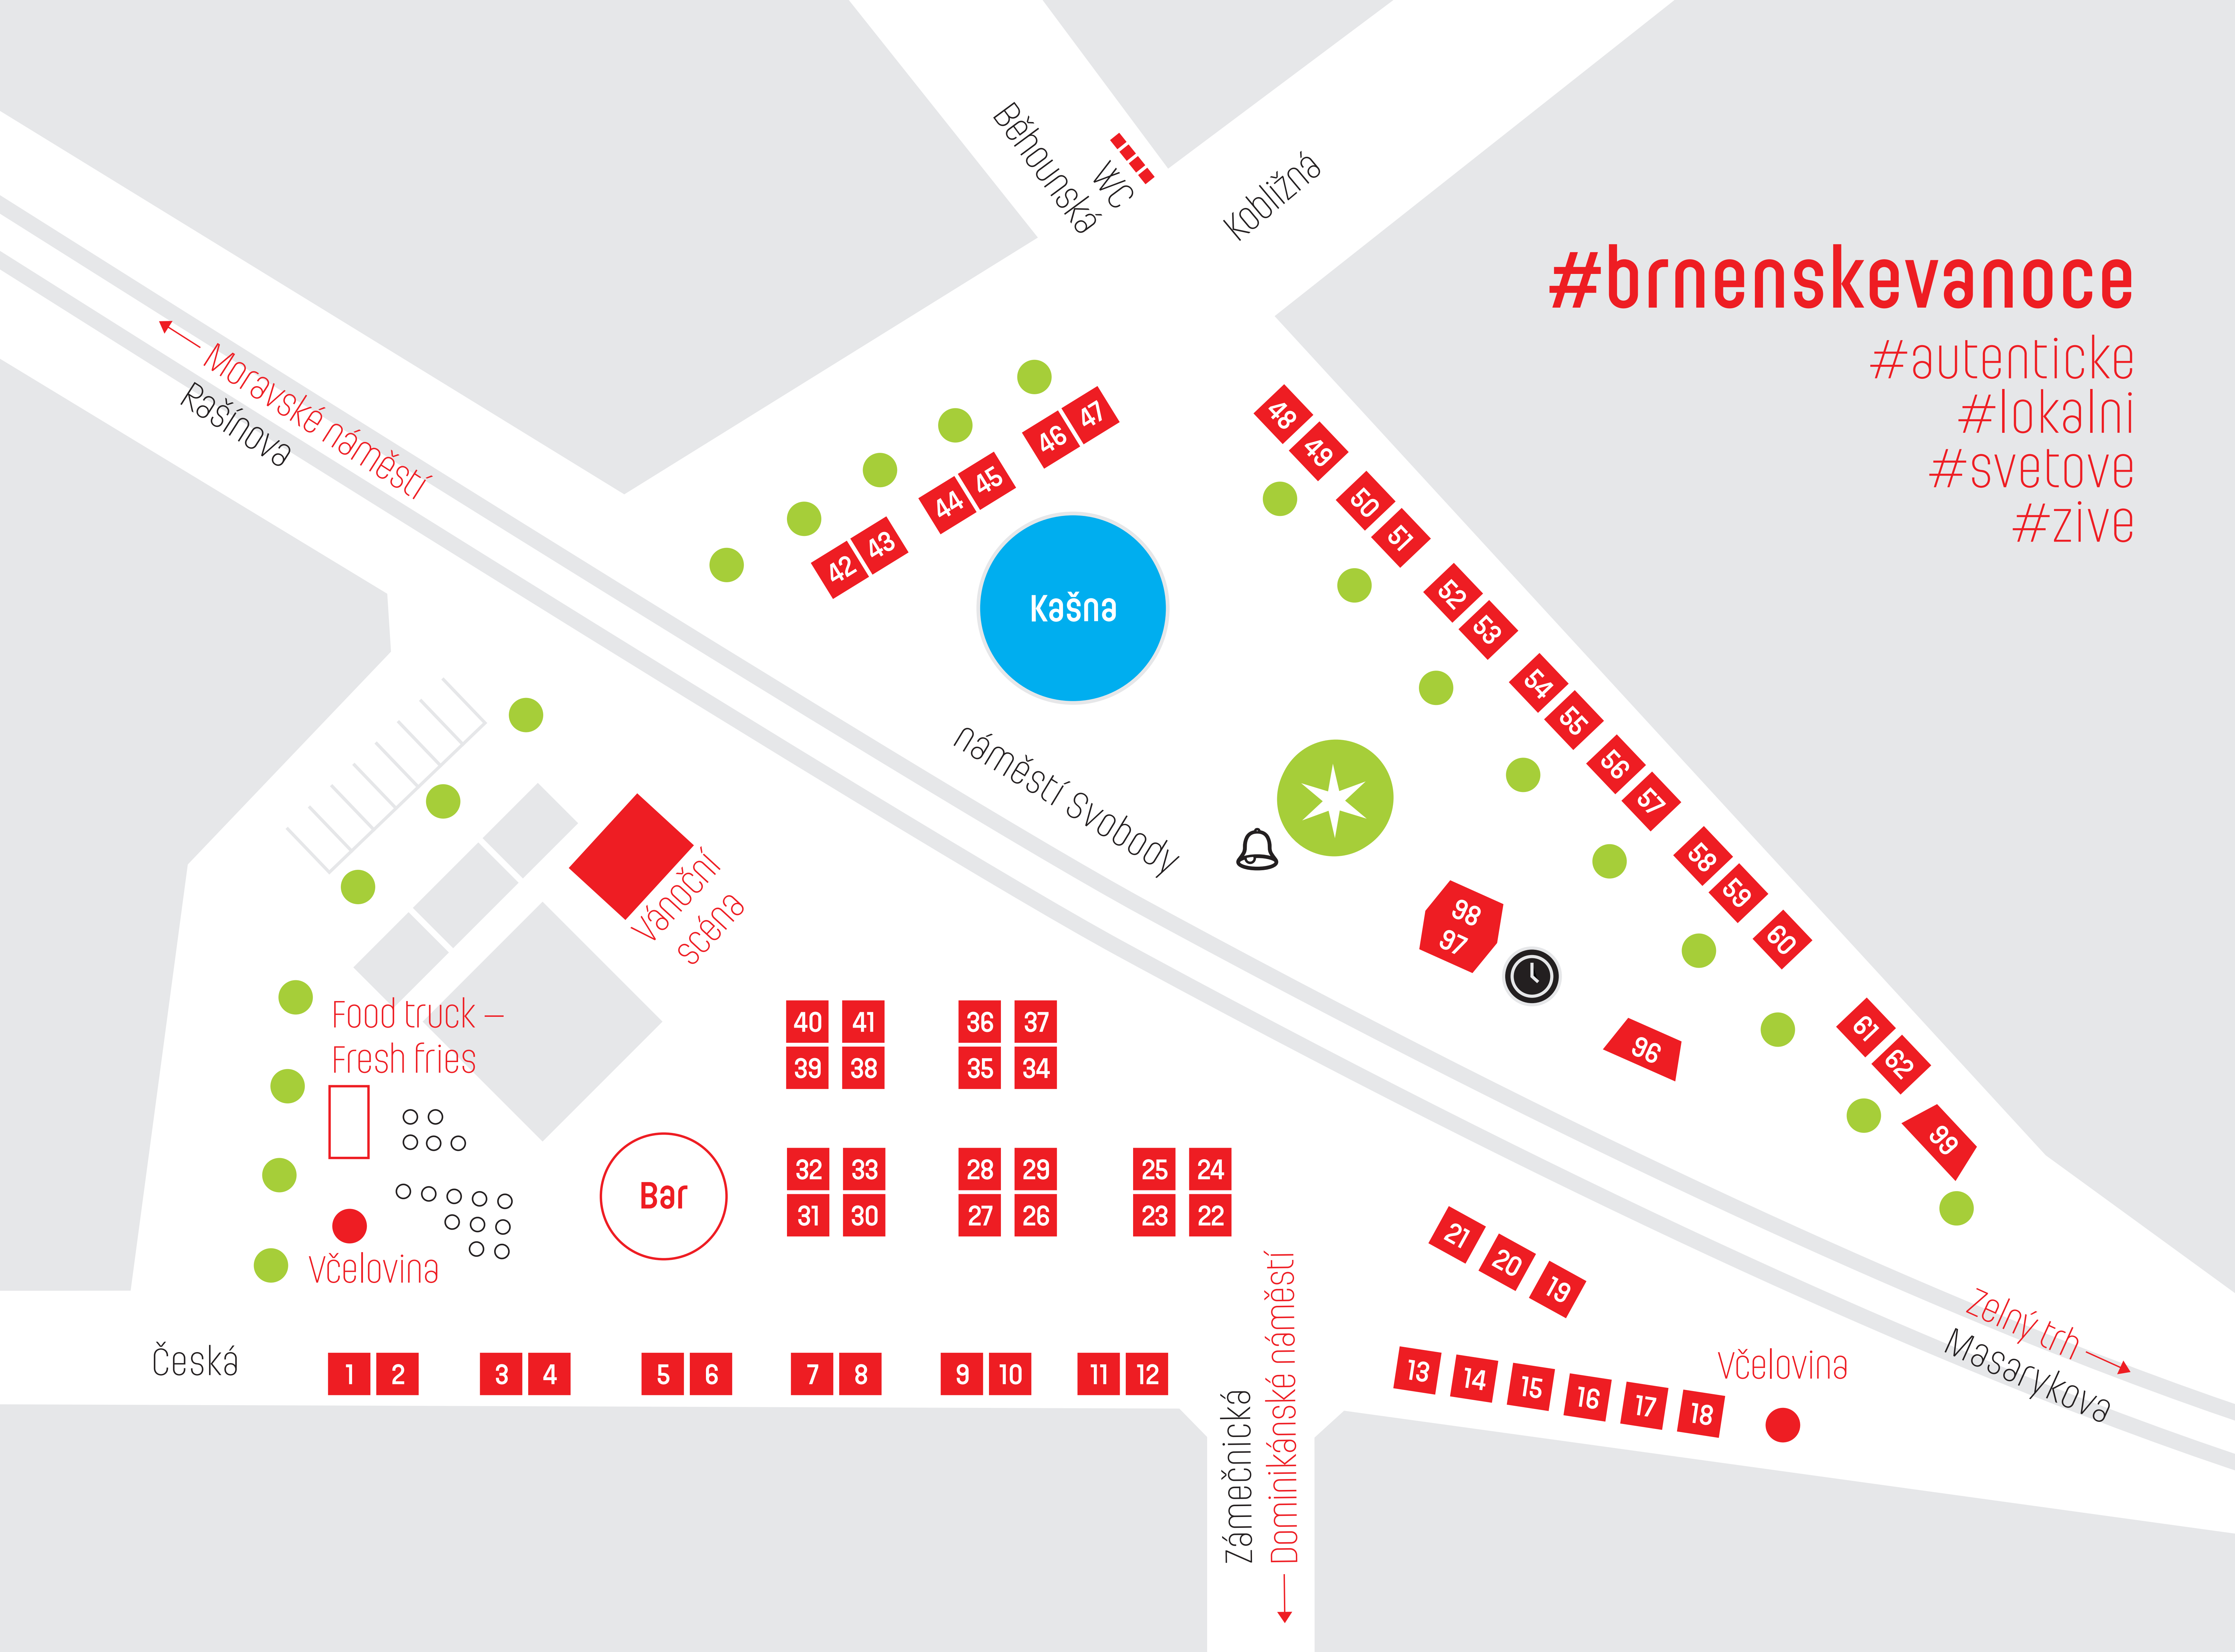 Běhounská
WC
Kobližná
#brnenskevanoce
#autenticke
#lokalni
#svetove
#zive
Moravské náměstí
Rašínova
42
43
44
45
46
47
48
49
50
51
52
53
54
55
56
57
58
59
60
61
62
99
Kašna
náměstí Svobody
98
97
96
Vánoční
scéna
Food truck –
Fresh fries
40
41
36
37
39
38
35
34
Bar
32
33
28
29
25
24
31
30
27
26
23
22
Včelovina
21
20
19
Česká
1
2
3
4
5
6
7
8
9
10
11
12
13
14
15
16
17
18
Včelovina
Zelný trh
Masarykova
Zámečnická
Dominikánské náměstí